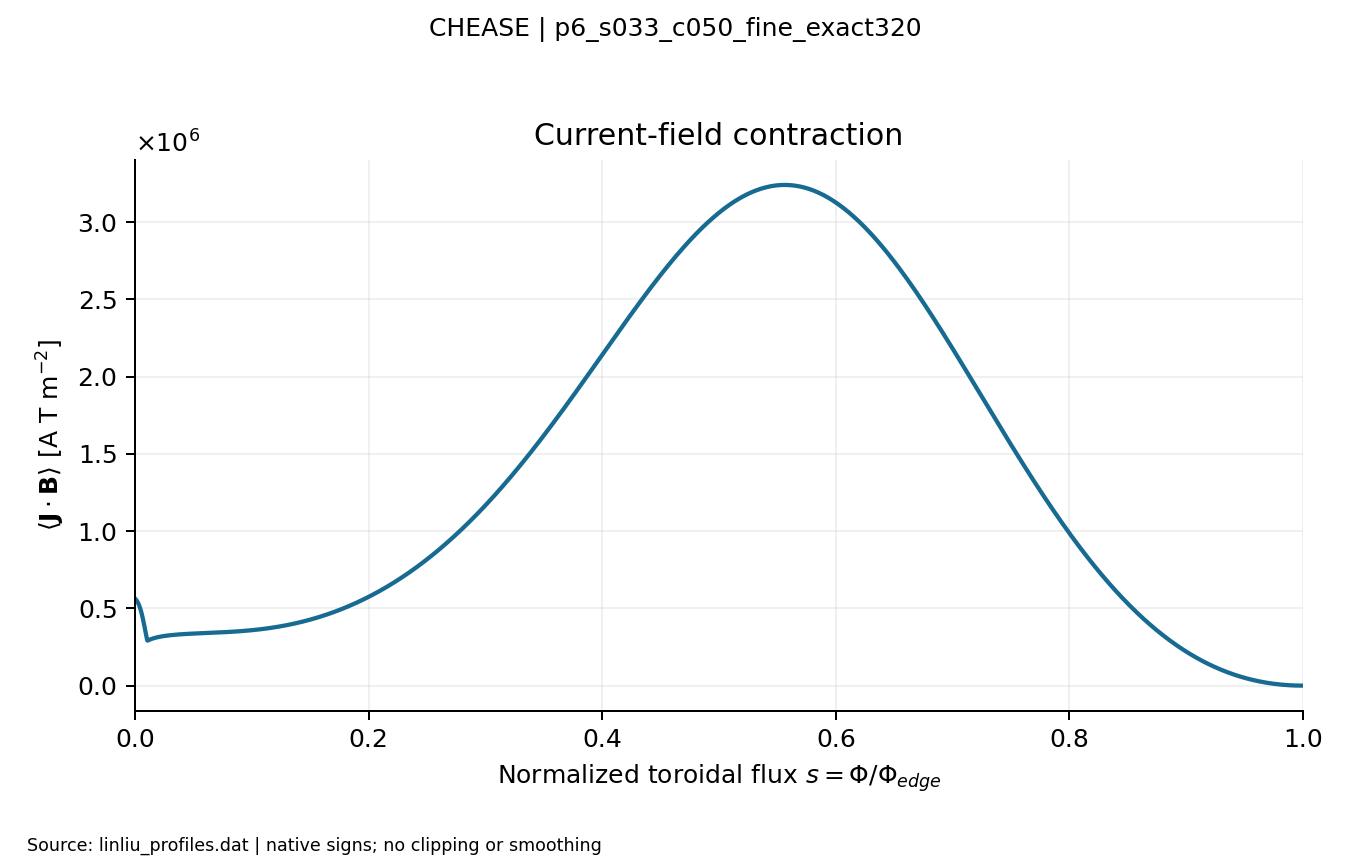 CHEASE | p6_s033_c050_fine_exact320
Current-field contraction
×10⁶
3.0
2.5
2.0
1.5
1.0
0.5
0.0
⟨J · B⟩ [A T m⁻²]
0.0 0.2 0.4 0.6 0.8 1.0
Normalized toroidal flux s = Φ/Φ_edge
Source: linliu_profiles.dat | native signs; no clipping or smoothing